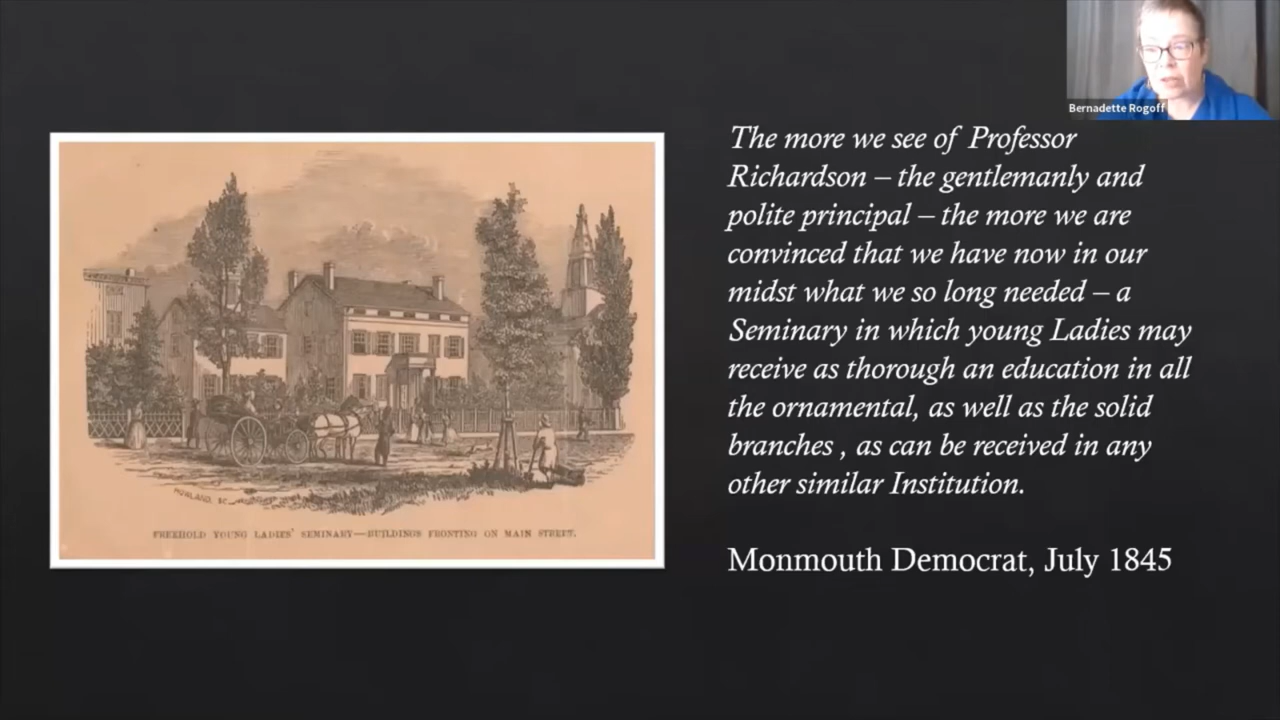 Bernadette Rogoff
The more we see of Professor
Richardson – the gentlemanly and
polite principal – the more we are
convinced that we have now in our
midst what we so long needed – a
Seminary in which young Ladies may
receive as thorough an education in all
the ornamental, as well as the solid
branches , as can be received in any
other similar Institution.
Monmouth Democrat, July 1845
HOWLAND, SC
FREEHOLD YOUNG LADIES' SEMINARY—BUILDINGS FRONTING ON MAIN STREET.